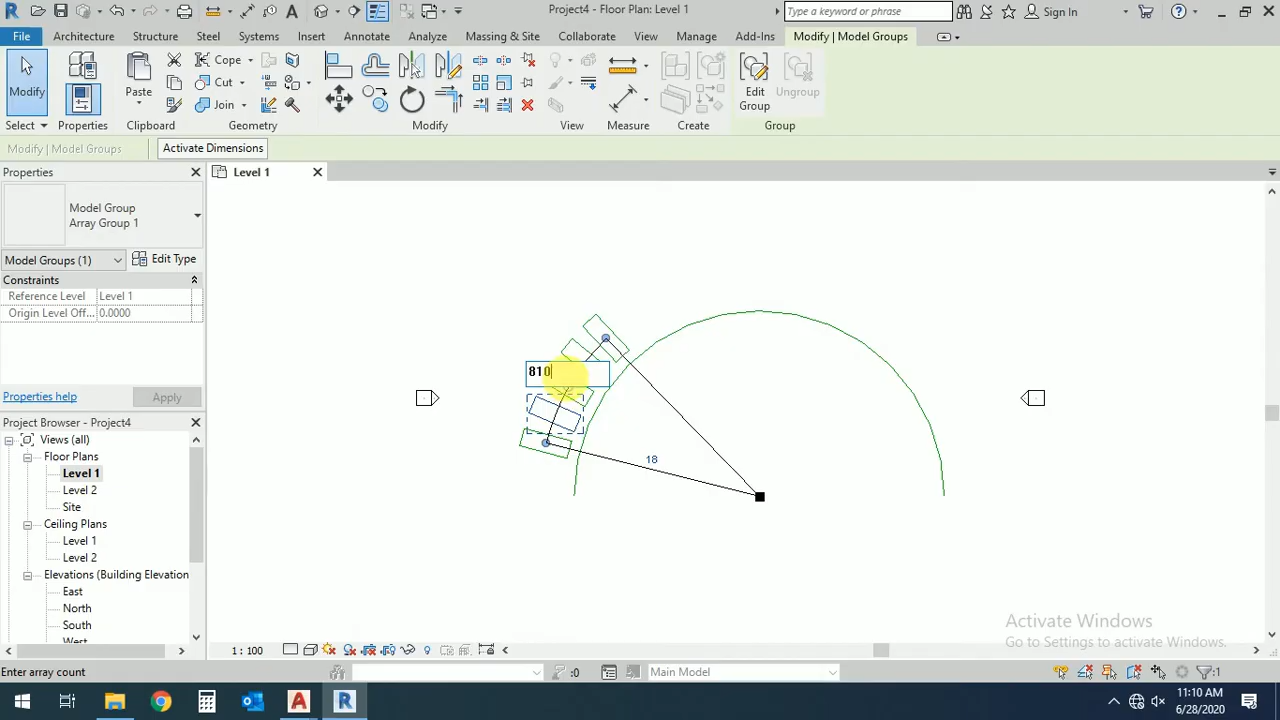 Project4 - Floor Plan: Level 1
Type a keyword or phrase
Sign In
File
Architecture
Structure
Steel
Systems
Insert
Annotate
Analyze
Massing & Site
Collaborate
View
Manage
Add-Ins
Modify | Model Groups
Modify
Select
Properties
Paste
Clipboard
Cope
Cut
Join
Geometry
Modify
View
Measure
Create
Edit
Group
Ungroup
Group
Modify | Model Groups
Activate Dimensions
Properties
Model Group
Array Group 1
Model Groups (1)
Edit Type
Constraints
Reference Level
Level 1
Origin Level Off...
0.0000
Properties help
Apply
Project Browser - Project4
Views (all)
Floor Plans
Level 1
Level 2
Site
Ceiling Plans
Level 1
Level 2
Elevations (Building Elevation
East
North
South
West
Level 1
810
18
Activate Windows
Go to Settings to activate Windows.
1 : 100
Enter array count
:0
Main Model
:1
11:10 AM
6/28/2020